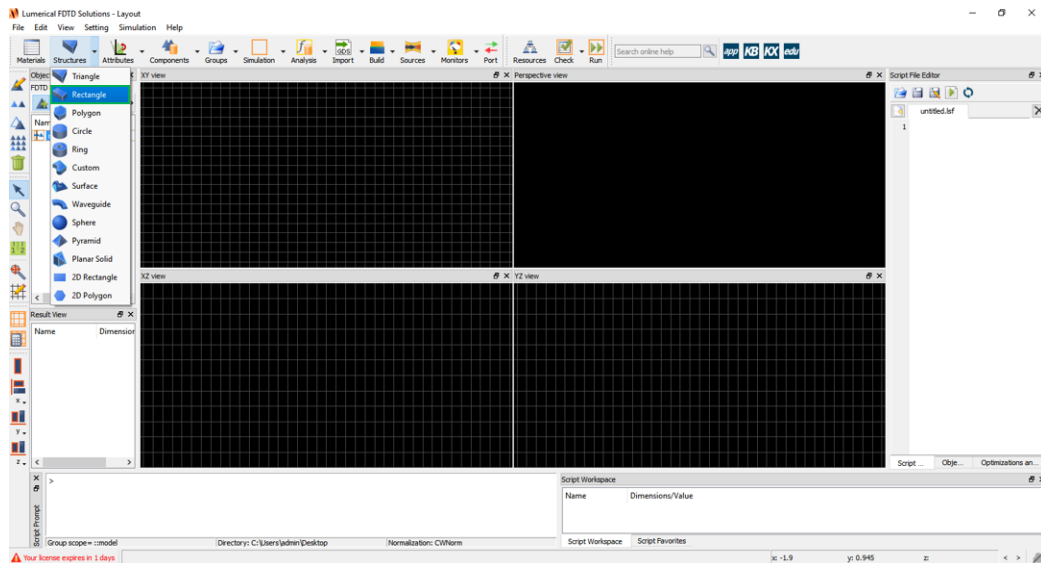 Lumerical FDTD Solutions - Layout
File Edit View Setting Simulation Help
Materials Structures Attributes Components Groups Simulation Analysis Import Build Sources Monitors Port Resources Check Run Search online help app KB KX edu
GDS
Objec
XY view
Perspective view
Script File Editor
FDTD
Nam
Triangle
Rectangle
Polygon
Circle
Ring
Custom
Surface
Waveguide
Sphere
Pyramid
Planar Solid
2D Rectangle
2D Polygon
untitled.lsf
1
XZ view
YZ view
Result View
Name Dimension
x
y
z
Script ... Obje... Optimizations an...
Script Prompt
>
Script Workspace
Name Dimensions/Value
Group scope= ::model
Directory: C:\Users\admin\Desktop
Normalization: CWNorm
Script Workspace Script Favorites
Your license expires in 1 days
x: -1.9 y: 0.945 z: